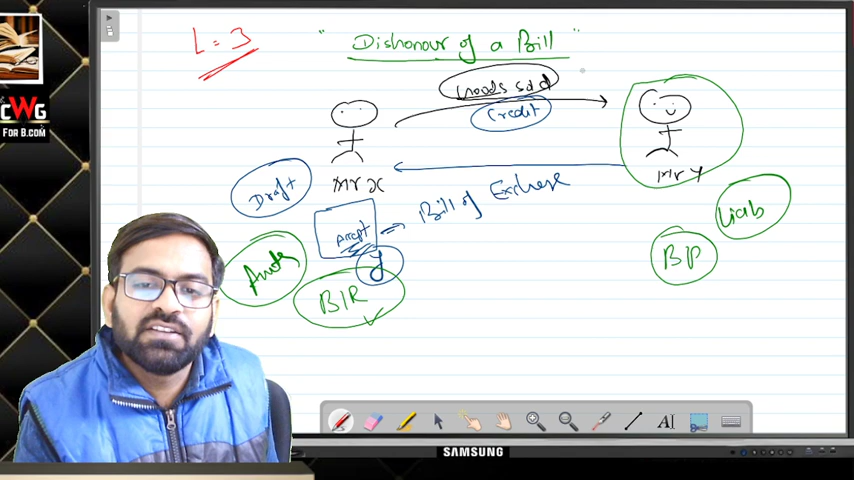 L = 3
" Dishonour of a Bill "
Goods sold
Credit
CWG
FOR B.COM
Mr X
Mr Y
Draft
Bill of Exchange
Accept
Y
Liab
B/R
BP
SAMSUNG
AI